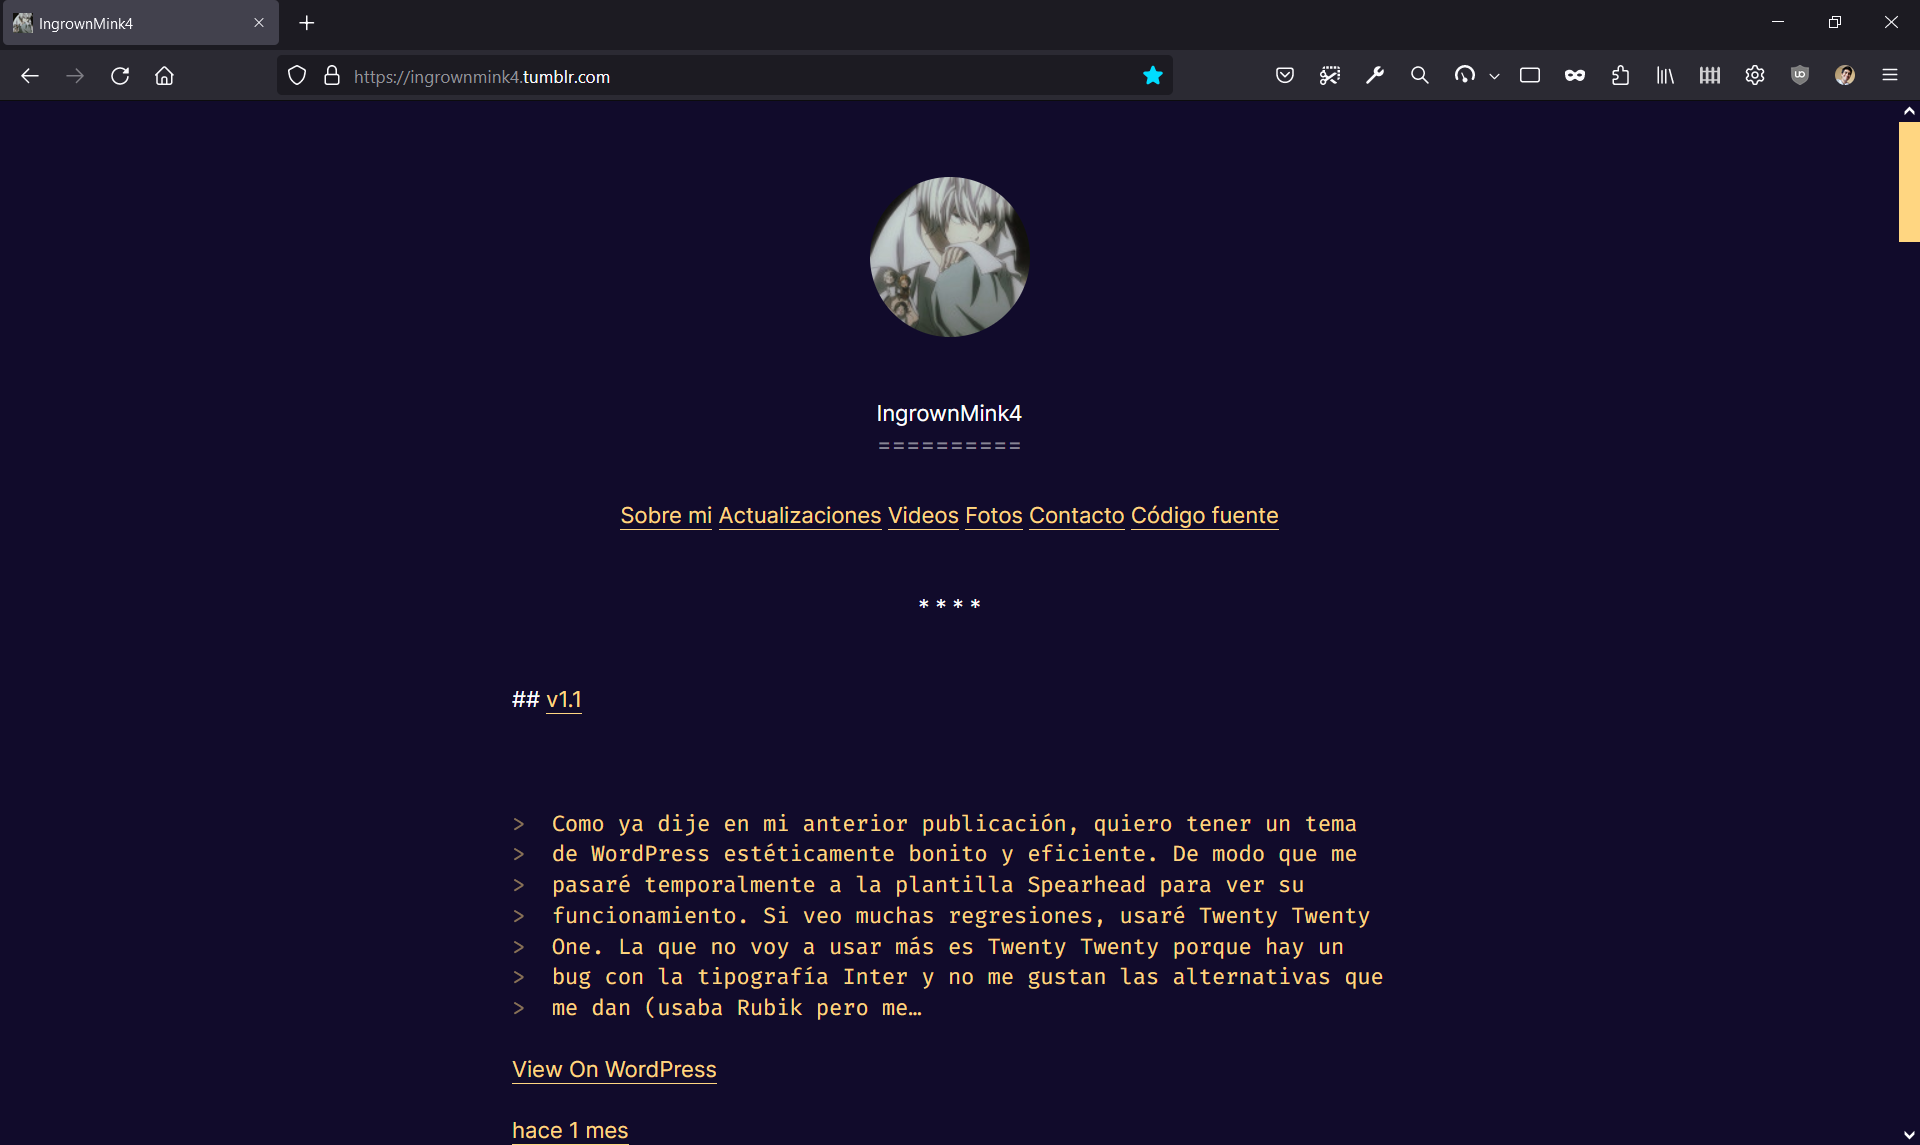 IngrownMink4
https://ingrownmink4.tumblr.com
IngrownMink4
==========
Sobre mi Actualizaciones Videos Fotos Contacto Código fuente
* * * *
## v1.1
> Como ya dije en mi anterior publicación, quiero tener un tema
> de WordPress estéticamente bonito y eficiente. De modo que me
> pasaré temporalmente a la plantilla Spearhead para ver su
> funcionamiento. Si veo muchas regresiones, usaré Twenty Twenty
> One. La que no voy a usar más es Twenty Twenty porque hay un
> bug con la tipografía Inter y no me gustan las alternativas que
> me dan (usaba Rubik pero me…
View On WordPress
hace 1 mes